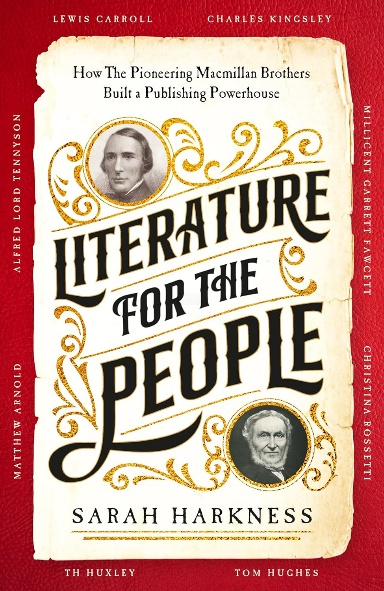 LEWIS CARROLL
CHARLES KINGSLEY
How The Pioneering Macmillan Brothers
Built a Publishing Powerhouse
ALFRED LORD TENNYSON
MILLICENT GARRETT FAWCETT
LITERATURE
FOR THE
PEOPLE
MATTHEW ARNOLD
CHRISTINA ROSSETTI
SARAH HARKNESS
TH HUXLEY
TOM HUGHES